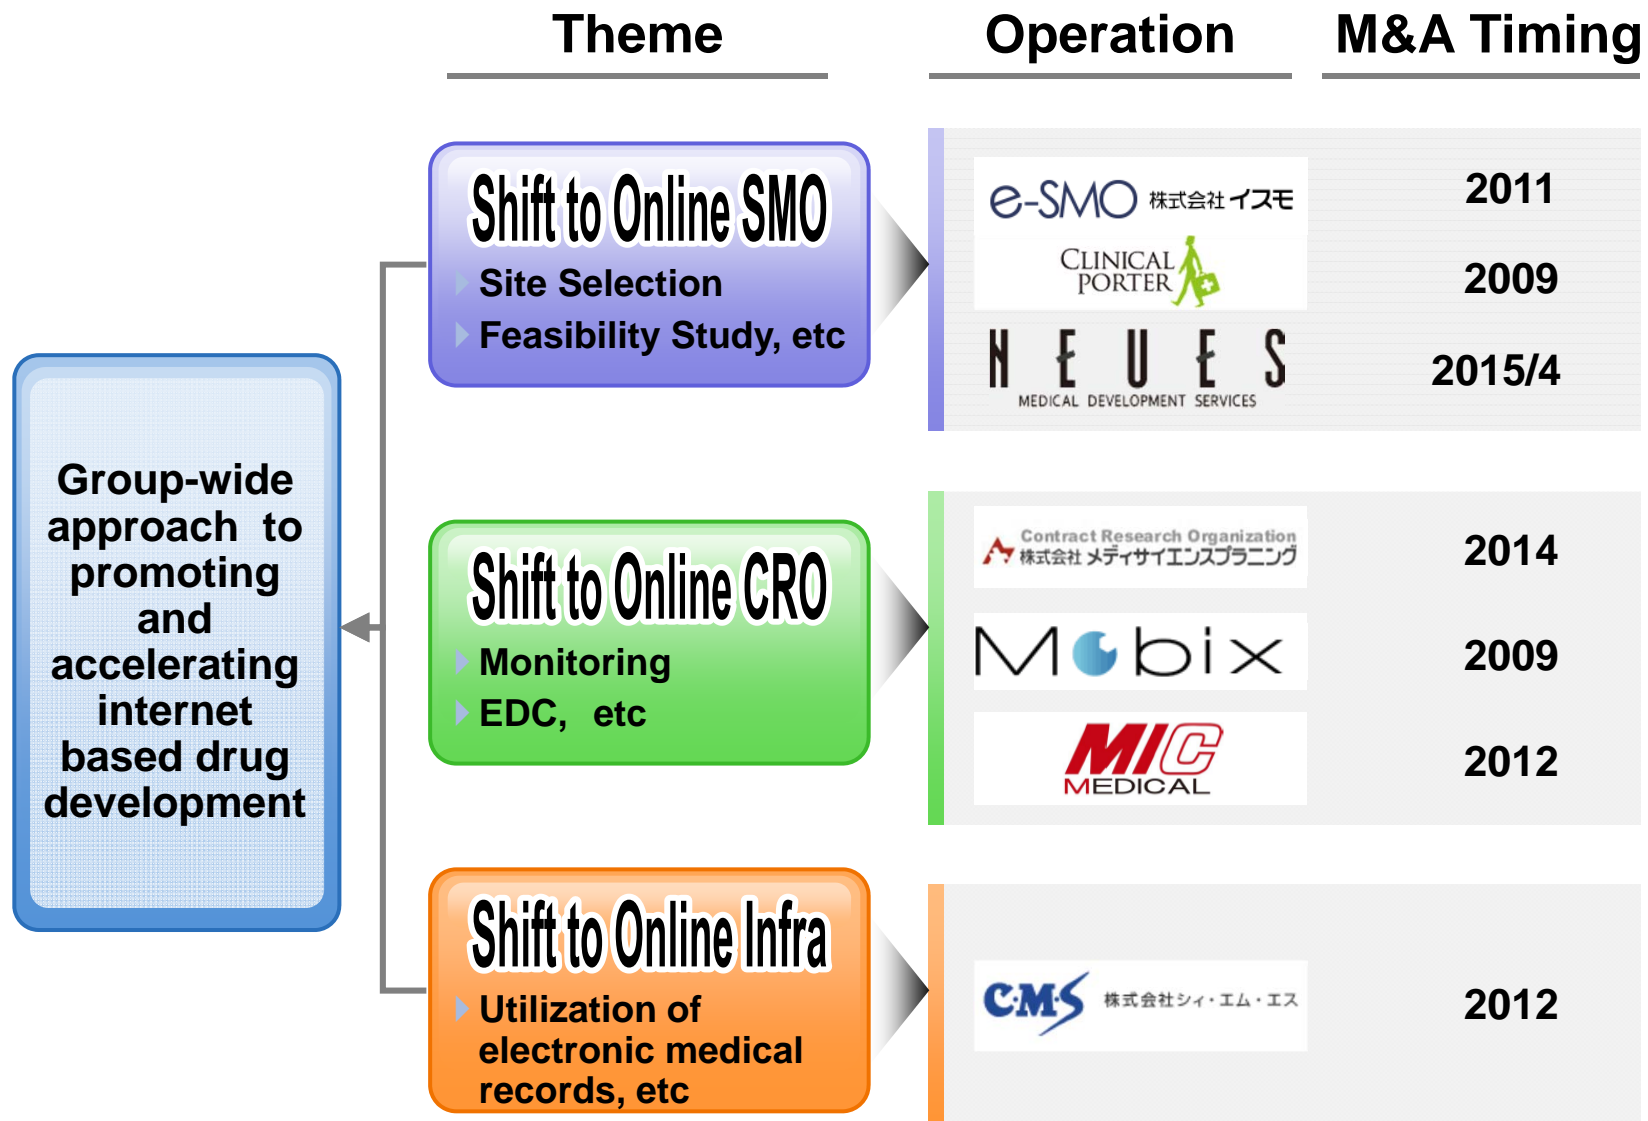 Theme
Operation
M&A Timing
Group-wide
approach to
promoting
and
accelerating
internet
based drug
development
Shift to Online SMO
Site Selection
Feasibility Study, etc
e-SMO 株式会社イスモ
2011
CLINICAL
PORTER
2009
NEUES
MEDICAL DEVELOPMENT SERVICES
2015/4
Shift to Online CRO
Monitoring
EDC, etc
Contract Research Organization
株式会社 メディサイエンスプラニング
2014
Mobix
2009
MIC
MEDICAL
2012
Shift to Online Infra
Utilization of
electronic medical
records, etc
C・M・S 株式会社シィ・エム・エス
2012